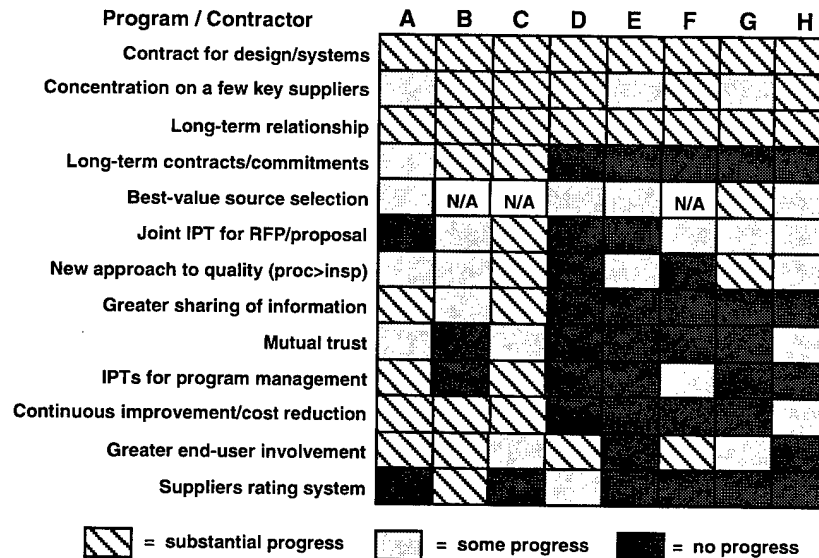 Program / Contractor A B C D E F G H
Contract for design/systems
Concentration on a few key suppliers
Long-term relationship
Long-term contracts/commitments
Best-value source selection N/A N/A N/A
Joint IPT for RFP/proposal
New approach to quality (proc>insp)
Greater sharing of information
Mutual trust
IPTs for program management
Continuous improvement/cost reduction
Greater end-user involvement
Suppliers rating system
= substantial progress = some progress = no progress